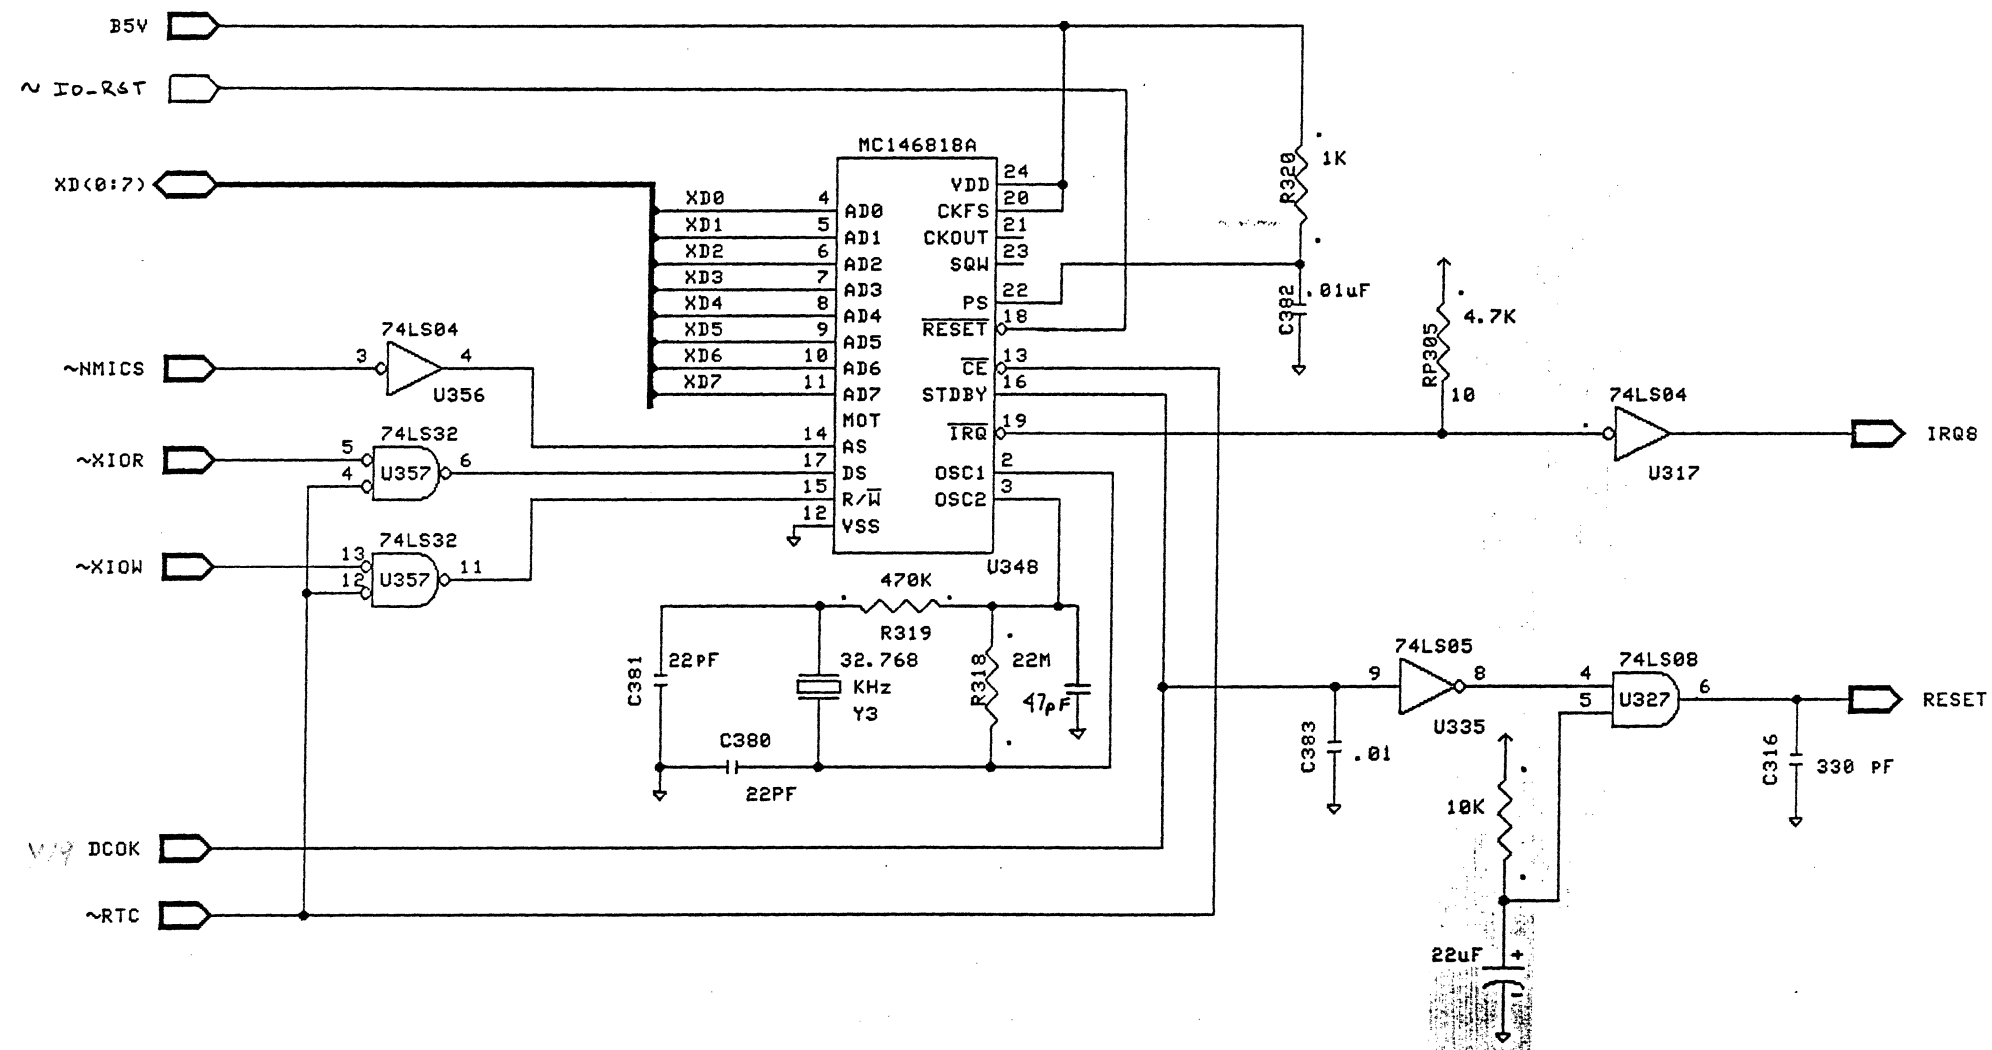 B5V
~ IO_RST
XD(0:7)
MC146818A
XD0 4 AD0
XD1 5 AD1
XD2 6 AD2
XD3 7 AD3
XD4 8 AD4
XD5 9 AD5
XD6 10 AD6
XD7 11 AD7
MOT
14 AS
17 DS
15 R/W
12 VSS
VDD 24
CKFS 20
CKOUT 21
SQW 23
PS 22
RESET 18
CE 13
STDBY 16
IRQ 19
OSC1 2
OSC2 3
U348
R320
1K
C382
.01uF
RP305
4.7K
10
74LS04
U317
IRQ8
~NMICS
3
74LS04
4
U356
~XIOR
74LS32
5
4
U357
6
~XIOW
74LS32
13
12
U357
11
470K
R319
C381
22PF
32.768
KHz
Y3
R318
22M
47pF
C380
22PF
DCOK
~RTC
C383
.01
74LS05
9
8
U335
74LS08
4
5
U327
6
RESET
C316
330 PF
10K
22uF
+
-